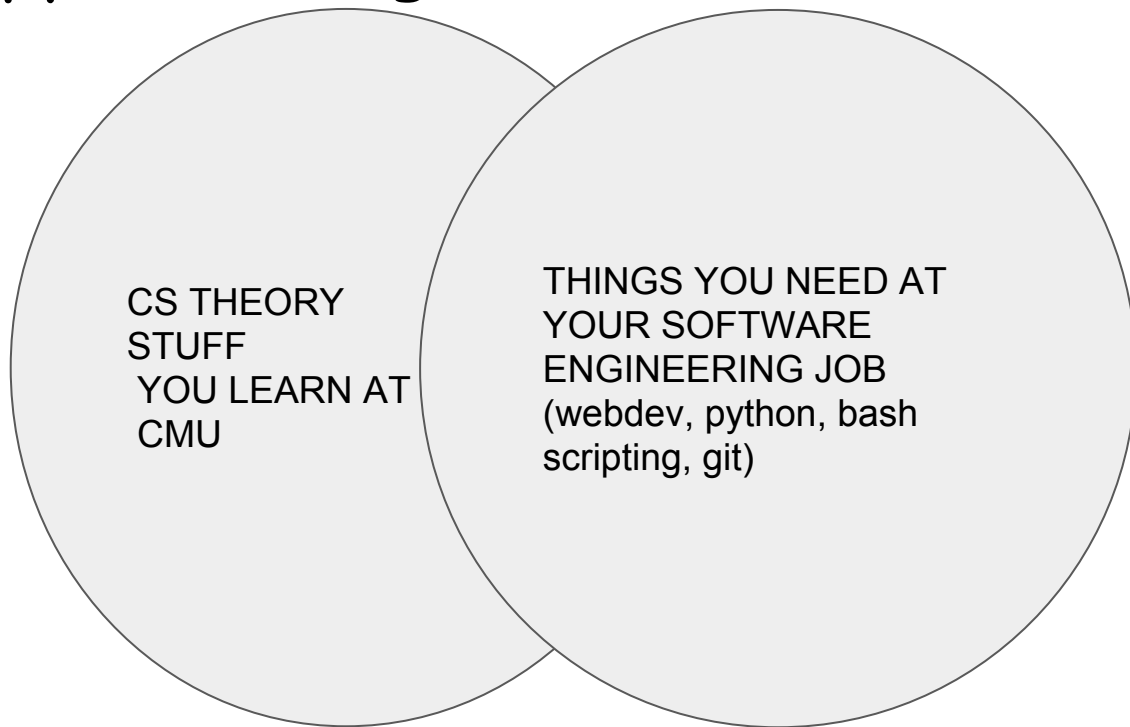 CS THEORY
STUFF
YOU LEARN AT
CMU
THINGS YOU NEED AT
YOUR SOFTWARE
ENGINEERING JOB
(webdev, python, bash
scripting, git)